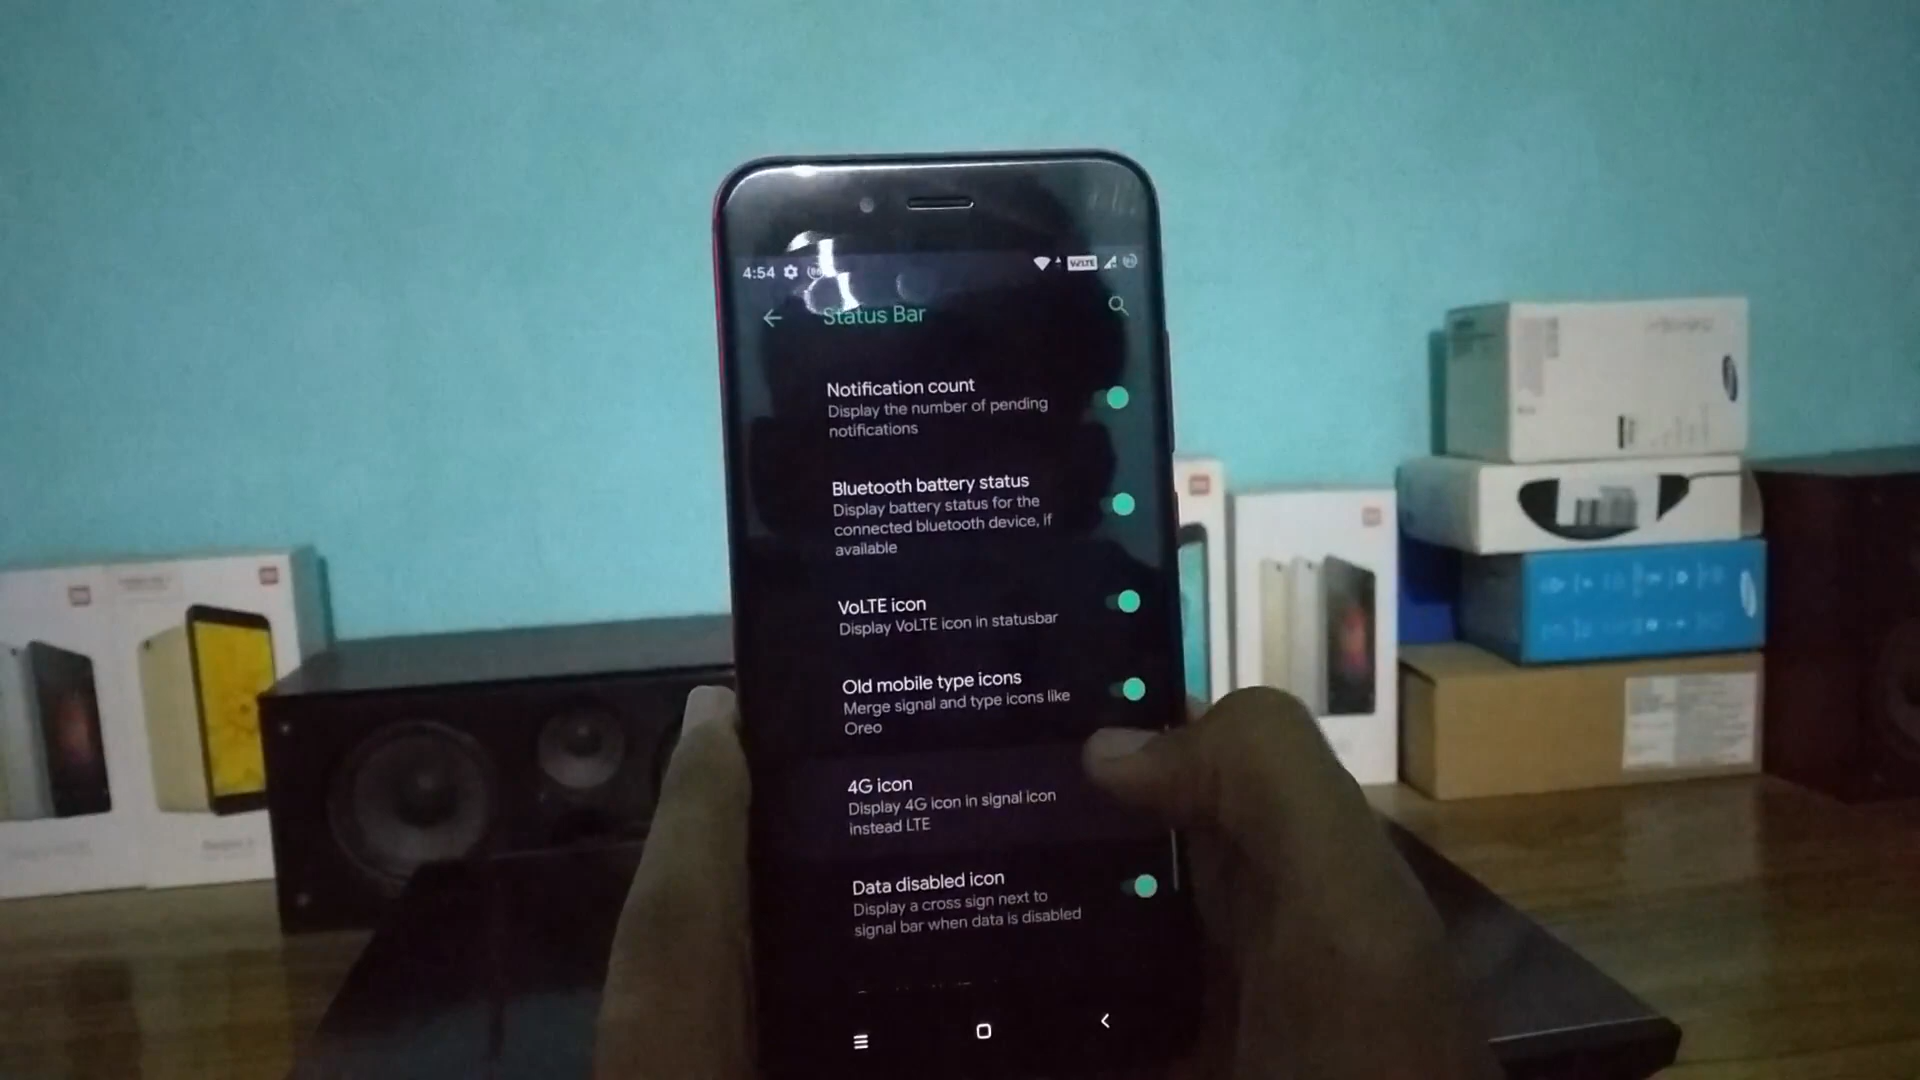 4:54
VoLTE
Status Bar
Notification count
Display the number of pending
notifications
Bluetooth battery status
Display battery status for the
connected bluetooth device, if
available
VoLTE icon
Display VoLTE icon in statusbar
Old mobile type icons
Merge signal and type icons like
Oreo
4G icon
Display 4G icon in signal icon
instead LTE
Data disabled icon
Display a cross sign next to
signal bar when data is disabled